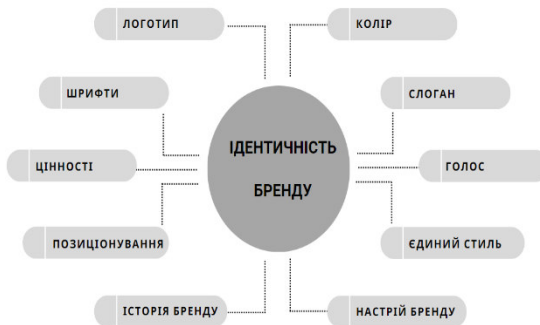 ЛОГОТИП
КОЛІР
ШРИФТИ
СЛОГАН
ІДЕНТИЧНІСТЬ
БРЕНДУ
ЦІННОСТІ
ГОЛОС
ПОЗИЦІОНУВАННЯ
ЄДИНИЙ СТИЛЬ
ІСТОРІЯ БРЕНДУ
НАСТРІЙ БРЕНДУ